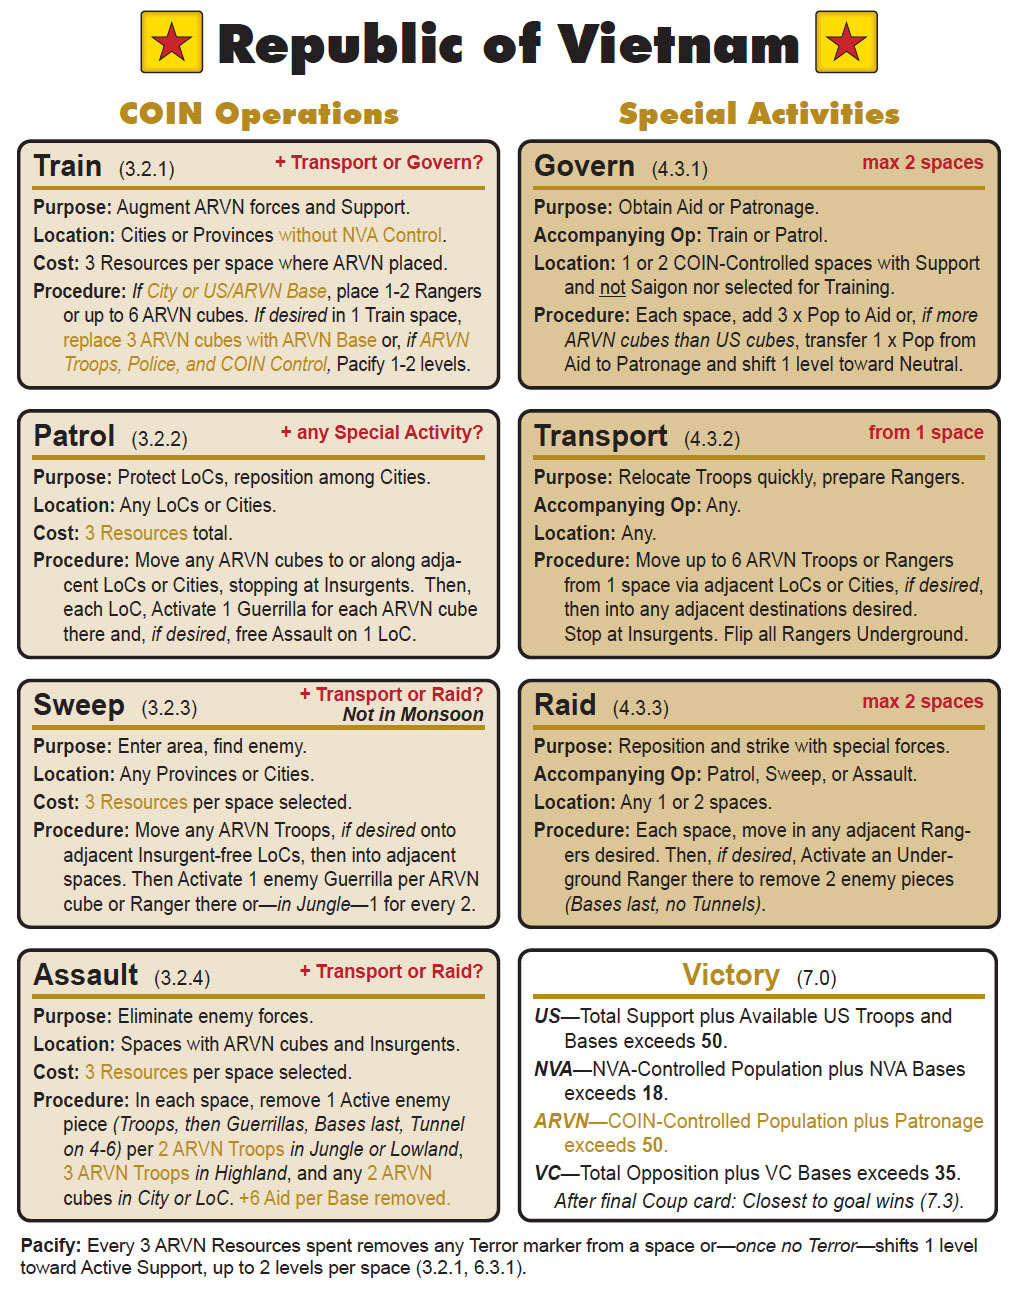 Republic of Vietnam
COIN Operations
Train (3.2.1) + Transport or Govern?
Purpose: Augment ARVN forces and Support.
Location: Cities or Provinces without NVA Control.
Cost: 3 Resources per space where ARVN placed.
Procedure: If City or US/ARVN Base, place 1-2 Rangers
or up to 6 ARVN cubes. If desired in 1 Train space,
replace 3 ARVN cubes with ARVN Base or, if ARVN
Troops, Police, and COIN Control, Pacify 1-2 levels.
Patrol (3.2.2) + any Special Activity?
Purpose: Protect LoCs, reposition among Cities.
Location: Any LoCs or Cities.
Cost: 3 Resources total.
Procedure: Move any ARVN cubes to or along adja-
cent LoCs or Cities, stopping at Insurgents. Then,
each LoC, Activate 1 Guerrilla for each ARVN cube
there and, if desired, free Assault on 1 LoC.
Sweep (3.2.3) + Transport or Raid?
Not in Monsoon
Purpose: Enter area, find enemy.
Location: Any Provinces or Cities.
Cost: 3 Resources per space selected.
Procedure: Move any ARVN Troops, if desired onto
adjacent Insurgent-free LoCs, then into adjacent
spaces. Then Activate 1 enemy Guerrilla per ARVN
cube or Ranger there or—in Jungle—1 for every 2.
Assault (3.2.4) + Transport or Raid?
Purpose: Eliminate enemy forces.
Location: Spaces with ARVN cubes and Insurgents.
Cost: 3 Resources per space selected.
Procedure: In each space, remove 1 Active enemy
piece (Troops, then Guerrillas, Bases last, Tunnel
on 4-6) per 2 ARVN Troops in Jungle or Lowland,
3 ARVN Troops in Highland, and any 2 ARVN
cubes in City or LoC. +6 Aid per Base removed.
Special Activities
Govern (4.3.1) max 2 spaces
Purpose: Obtain Aid or Patronage.
Accompanying Op: Train or Patrol.
Location: 1 or 2 COIN-Controlled spaces with Support
and not Saigon nor selected for Training.
Procedure: Each space, add 3 x Pop to Aid or, if more
ARVN cubes than US cubes, transfer 1 x Pop from
Aid to Patronage and shift 1 level toward Neutral.
Transport (4.3.2) from 1 space
Purpose: Relocate Troops quickly, prepare Rangers.
Accompanying Op: Any.
Location: Any.
Procedure: Move up to 6 ARVN Troops or Rangers
from 1 space via adjacent LoCs or Cities, if desired,
then into any adjacent destinations desired.
Stop at Insurgents. Flip all Rangers Underground.
Raid (4.3.3) max 2 spaces
Purpose: Reposition and strike with special forces.
Accompanying Op: Patrol, Sweep, or Assault.
Location: Any 1 or 2 spaces.
Procedure: Each space, move in any adjacent Rang-
ers desired. Then, if desired, Activate an Under-
ground Ranger there to remove 2 enemy pieces
(Bases last, no Tunnels).
Victory (7.0)
US—Total Support plus Available US Troops and
Bases exceeds 50.
NVA—NVA-Controlled Population plus NVA Bases
exceeds 18.
ARVN—COIN-Controlled Population plus Patronage
exceeds 50.
VC—Total Opposition plus VC Bases exceeds 35.
After final Coup card: Closest to goal wins (7.3).
Pacify: Every 3 ARVN Resources spent removes any Terror marker from a space or—once no Terror—shifts 1 level
toward Active Support, up to 2 levels per space (3.2.1, 6.3.1).